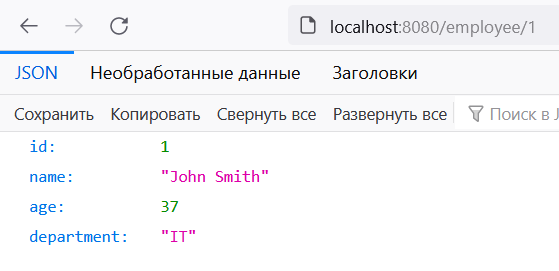 localhost:8080/employee/1
JSON Необработанные данные Заголовки
Сохранить Копировать Свернуть все Развернуть все Поиск в J
id: 1
name: "John Smith"
age: 37
department: "IT"